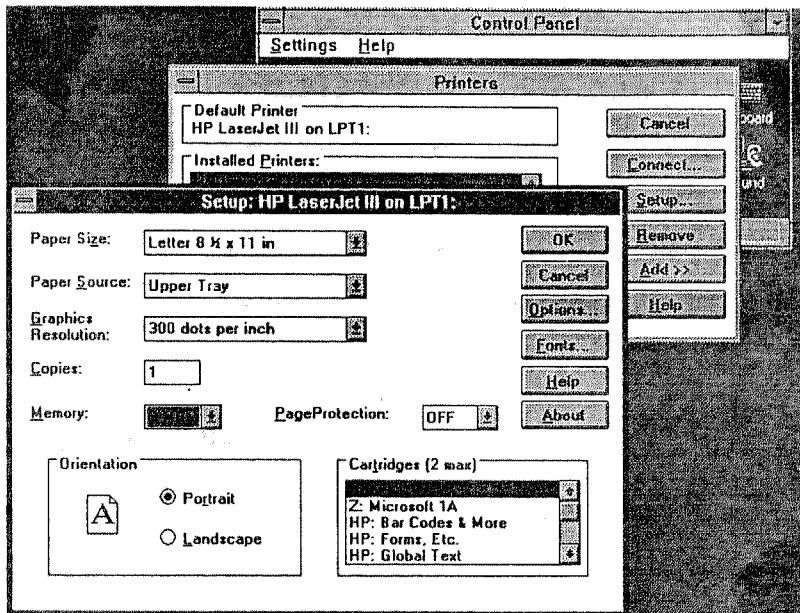 Control Panel
Settings Help
Printers
Default Printer
HP LaserJet III on LPT1:
Cancel
Installed Printers:
Connect...
Setup...
Remove
Add >>
Help
Setup: HP LaserJet III on LPT1:
Paper Size:
Letter 8 ½ x 11 in
OK
Paper Source:
Upper Tray
Cancel
Options...
Graphics
Resolution:
300 dots per inch
Fonts...
Copies:
1
Help
Memory:
PageProtection:
OFF
About
Orientation
A
Portrait
Landscape
Cartridges (2 max)
Z: Microsoft 1A
HP: Bar Codes & More
HP: Forms, Etc.
HP: Global Text